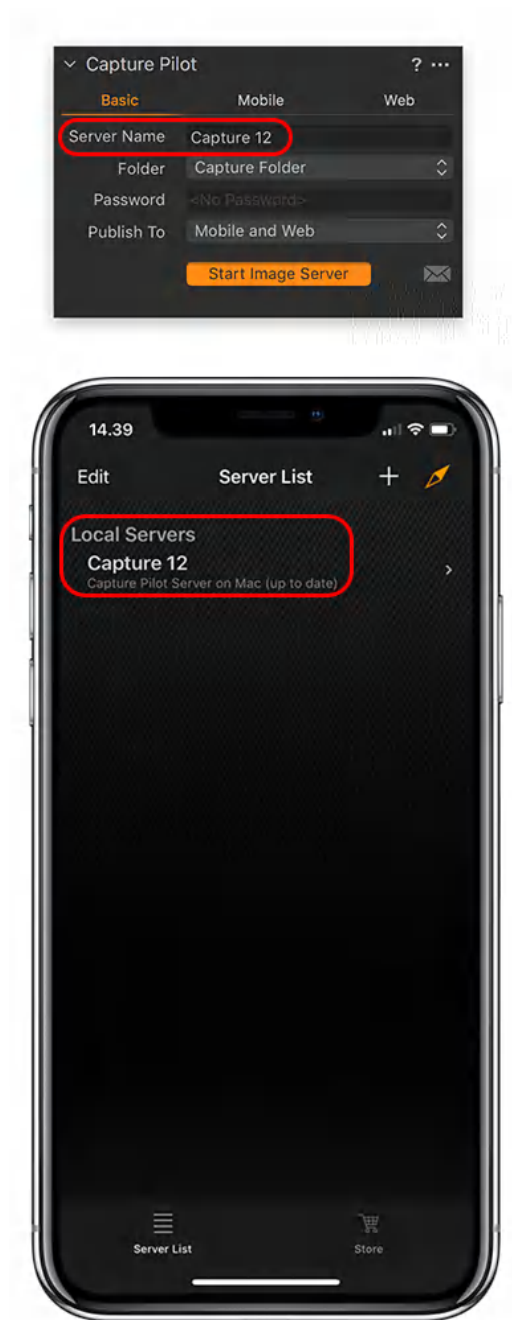 Capture Pilot ? ...
Basic Mobile Web
Server Name Capture 12
Folder Capture Folder
Password <No Password>
Publish To Mobile and Web
Start Image Server
14.39
Edit Server List +
Local Servers
Capture 12
Capture Pilot Server on Mac (up to date)
Server List Store